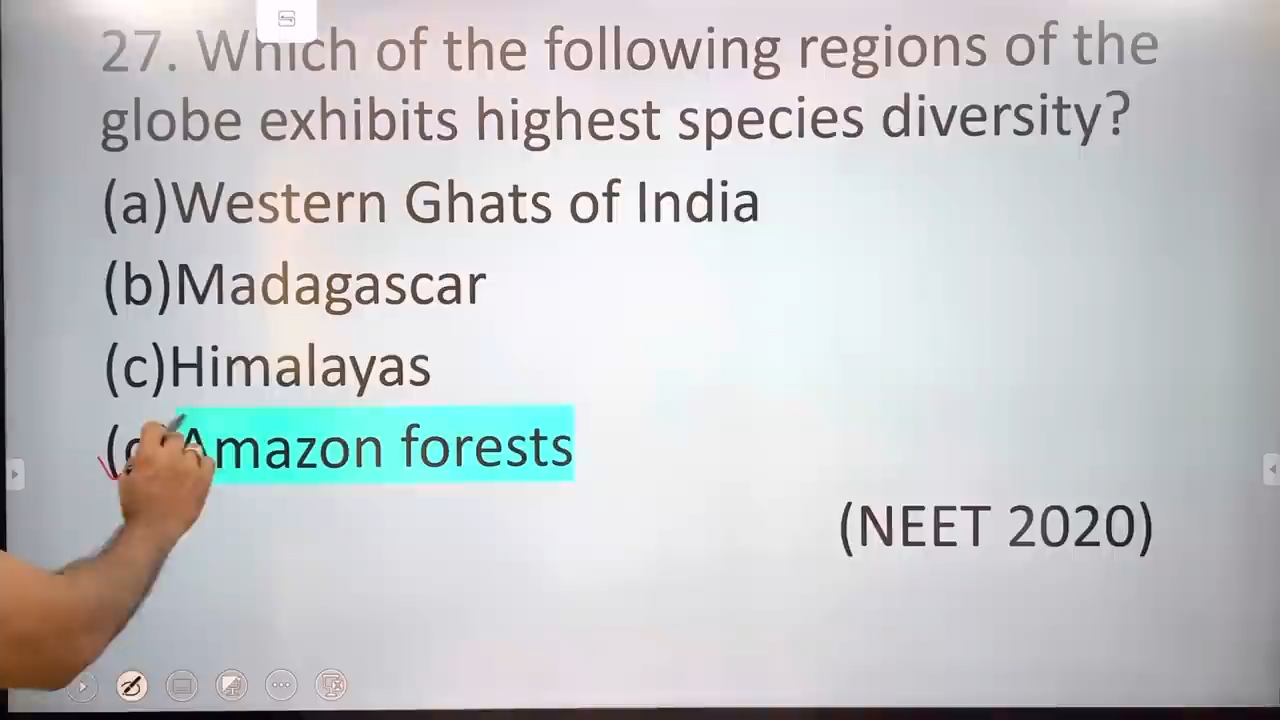 27. Which of the following regions of the
globe exhibits highest species diversity?
(a)Western Ghats of India
(b)Madagascar
(c)Himalayas
Amazon forests
(NEET 2020)